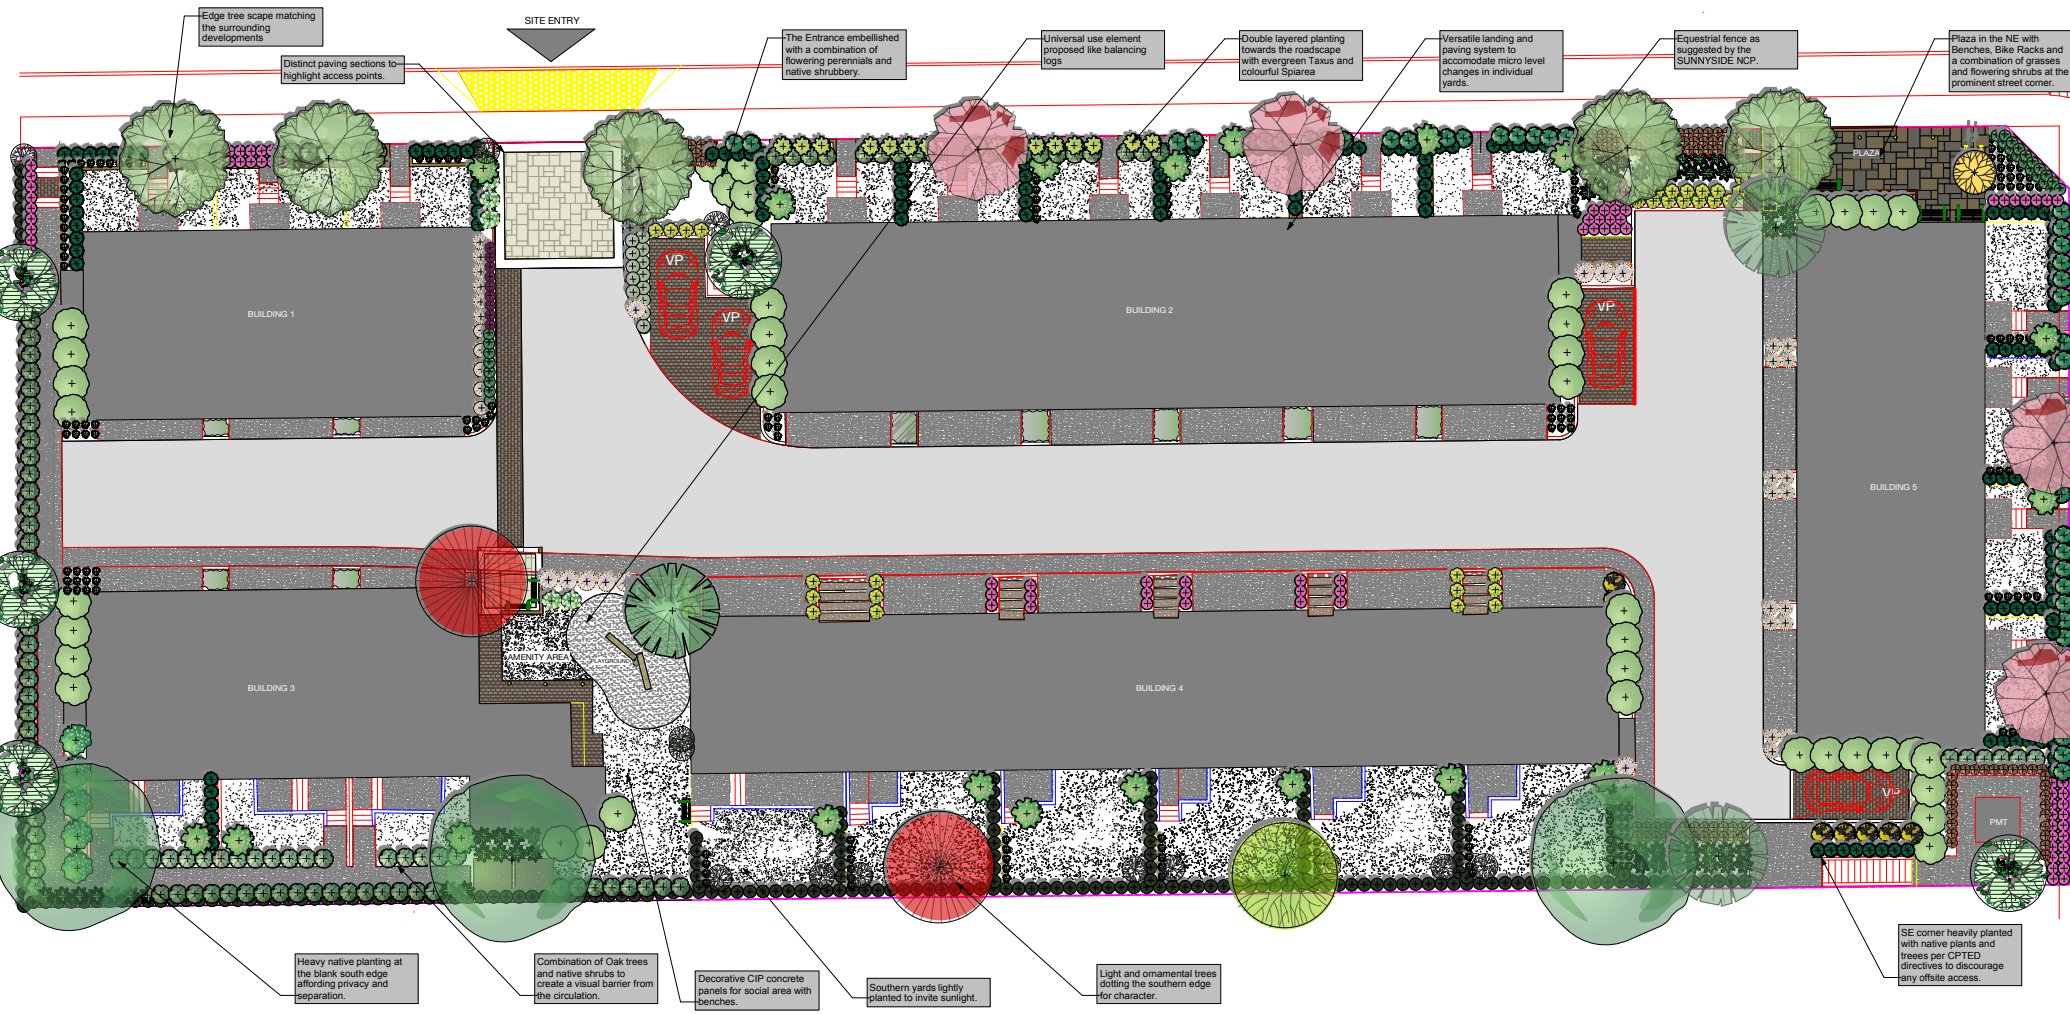 Edge tree scape matching
the surrounding
developments
SITE ENTRY
Distinct paving sections to
highlight access points.
The Entrance embellished
with a combination of
flowering perennials and
native shrubbery.
Universal use element
proposed like balancing
logs
Double layered planting
towards the roadscape
with evergreen Taxus and
colourful Spiarea
Versatile landing and
paving system to
accomodate micro level
changes in individual
yards.
Equestrial fence as
suggested by the
SUNNYSIDE NCP.
Plaza in the NE with
Benches, Bike Racks and
a combination of grasses
and flowering shrubs at the
prominent street corner.
PLAZA
VP
VP
VP
BUILDING 1
BUILDING 2
BUILDING 5
AMENITY AREA
PLAYGROUND
BUILDING 3
BUILDING 4
VP
PMT
Heavy native planting at
the blank south edge
affording privacy and
separation.
Combination of Oak trees
and native shrubs to
create a visual barrier from
the circulation.
Decorative CIP concrete
panels for social area with
benches.
Southern yards lightly
planted to invite sunlight.
Light and ornamental trees
dotting the southern edge
for character.
SE corner heavily planted
with native plants and
treees per CPTED
directives to discourage
any offsite access.